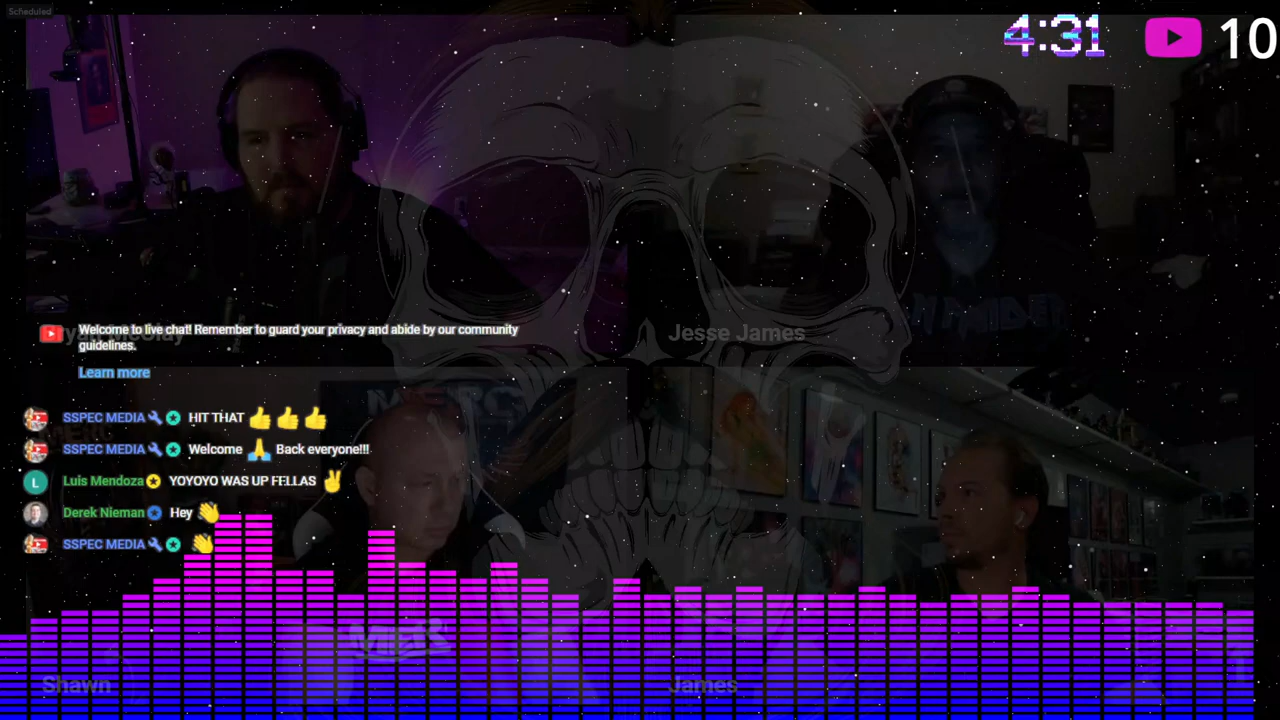 Scheduled
4:31
10
Welcome to live chat! Remember to guard your privacy and abide by our community
guidelines.
Learn more
Jesse James
SSPEC MEDIA HIT THAT 👍👍👍
SSPEC MEDIA Welcome 🙏 Back everyone!!!
L Luis Mendoza YOYOYO WAS UP FELLAS ✌
Derek Nieman Hey 👋
SSPEC MEDIA 👋
Shawn
James